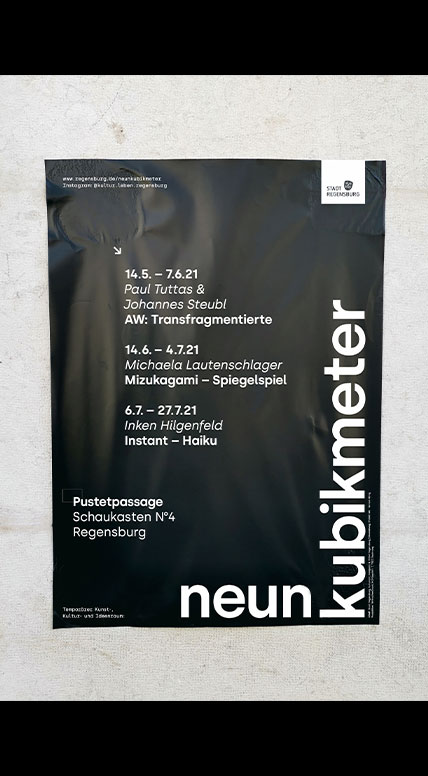 www.regensburg.de/neunkubikmeter
Instagram @kultur.leben.regensburg
STADT
REGENSBURG
14.5. – 7.6.21
Paul Tuttas &
Johannes Steubl
AW: Transfragmentierte
14.6. – 4.7.21
Michaela Lautenschlager
Mizukagami – Spiegelspiel
6.7. – 27.7.21
Inken Hilgenfeld
Instant – Haiku
Pustetpassage
Schaukasten N°4
Regensburg
neun
kubikmeter
Temporärer Kunst-,
Kultur- und Ideenraum: